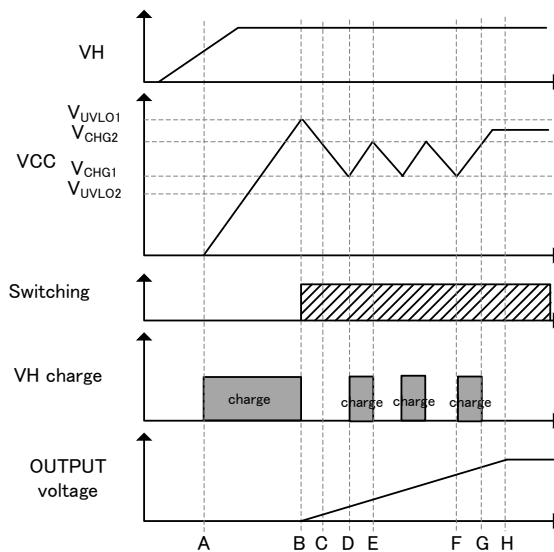 VH
VUVLO1
VCHG2
VCC
VCHG1
VUVLO2
Switching
VH charge
charge
charge
charge
charge
OUTPUT
voltage
A B C D E F G H